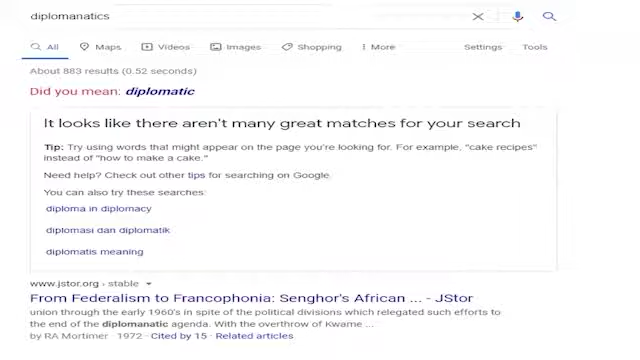 diplomanatics
All
Maps
Videos
Images
Shopping
More
Settings
Tools
About 883 results (0.52 seconds)
Did you mean: diplomatic
It looks like there aren't many great matches for your search
Tip: Try using words that might appear on the page you're looking for. For example, "cake recipes"
instead of "how to make a cake."
Need help? Check out other tips for searching on Google.
You can also try these searches:
diploma in diplomacy
diplomasi dan diplomatik
diplomatis meaning
www.jstor.org › stable
From Federalism to Francophonia: Senghor's African ... - JStor
union through the early 1960's in spite of the political divisions which relegated such efforts to
the end of the diplomanatic agenda. With the overthrow of Kwame ...
by RA Mortimer · 1972 · Cited by 15 · Related articles